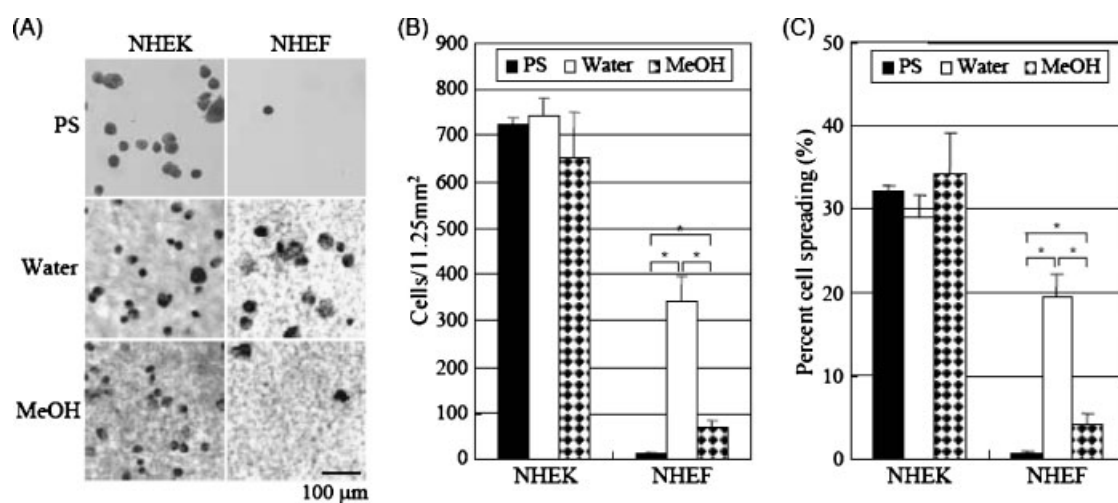 (A)
NHEK NHEF
PS
Water
MeOH
100 μm
(B)
900
800
700
600
500
400
300
200
100
0
Cells/11.25mm²
PS Water MeOH
*
* *
NHEK NHEF
(C)
50
40
30
20
10
0
Percent cell spreading (%)
PS Water MeOH
*
* *
NHEK NHEF